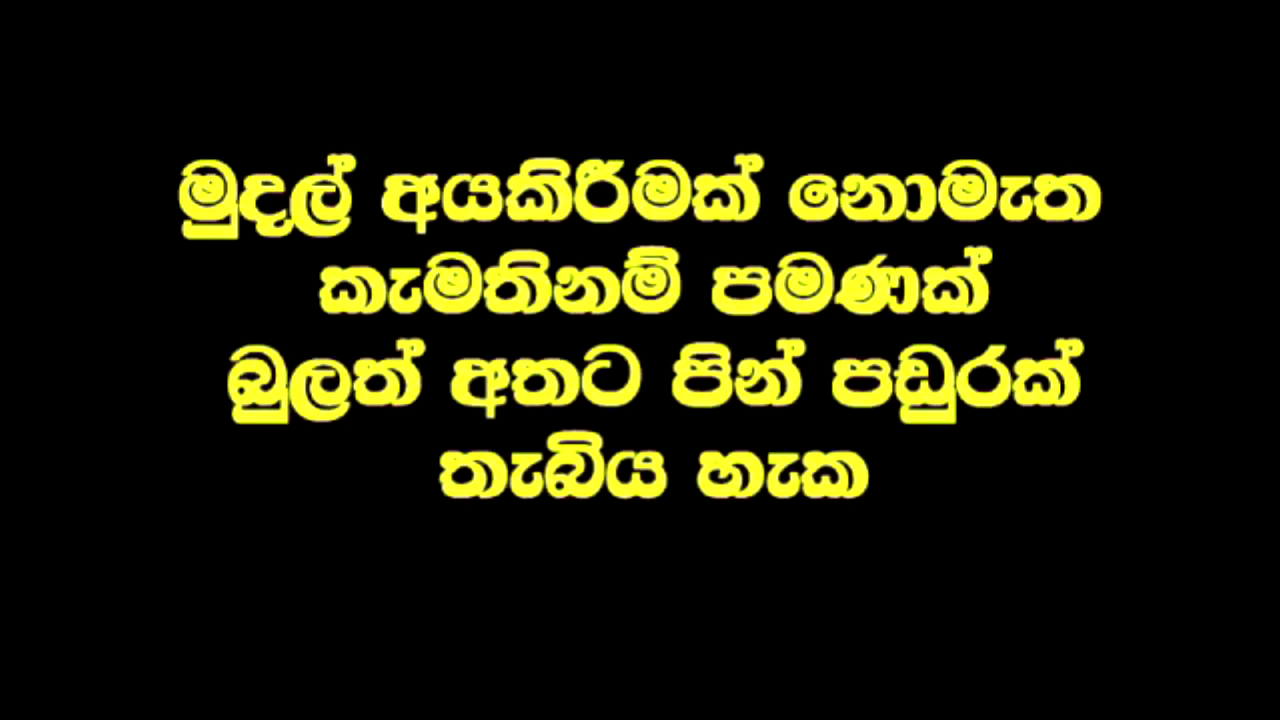 මුදල් අයකිරීමක් නොමැත
කැමතිනම් පමණක්
බුලත් අතට පින් පඩුරක්
තැබිය හැක